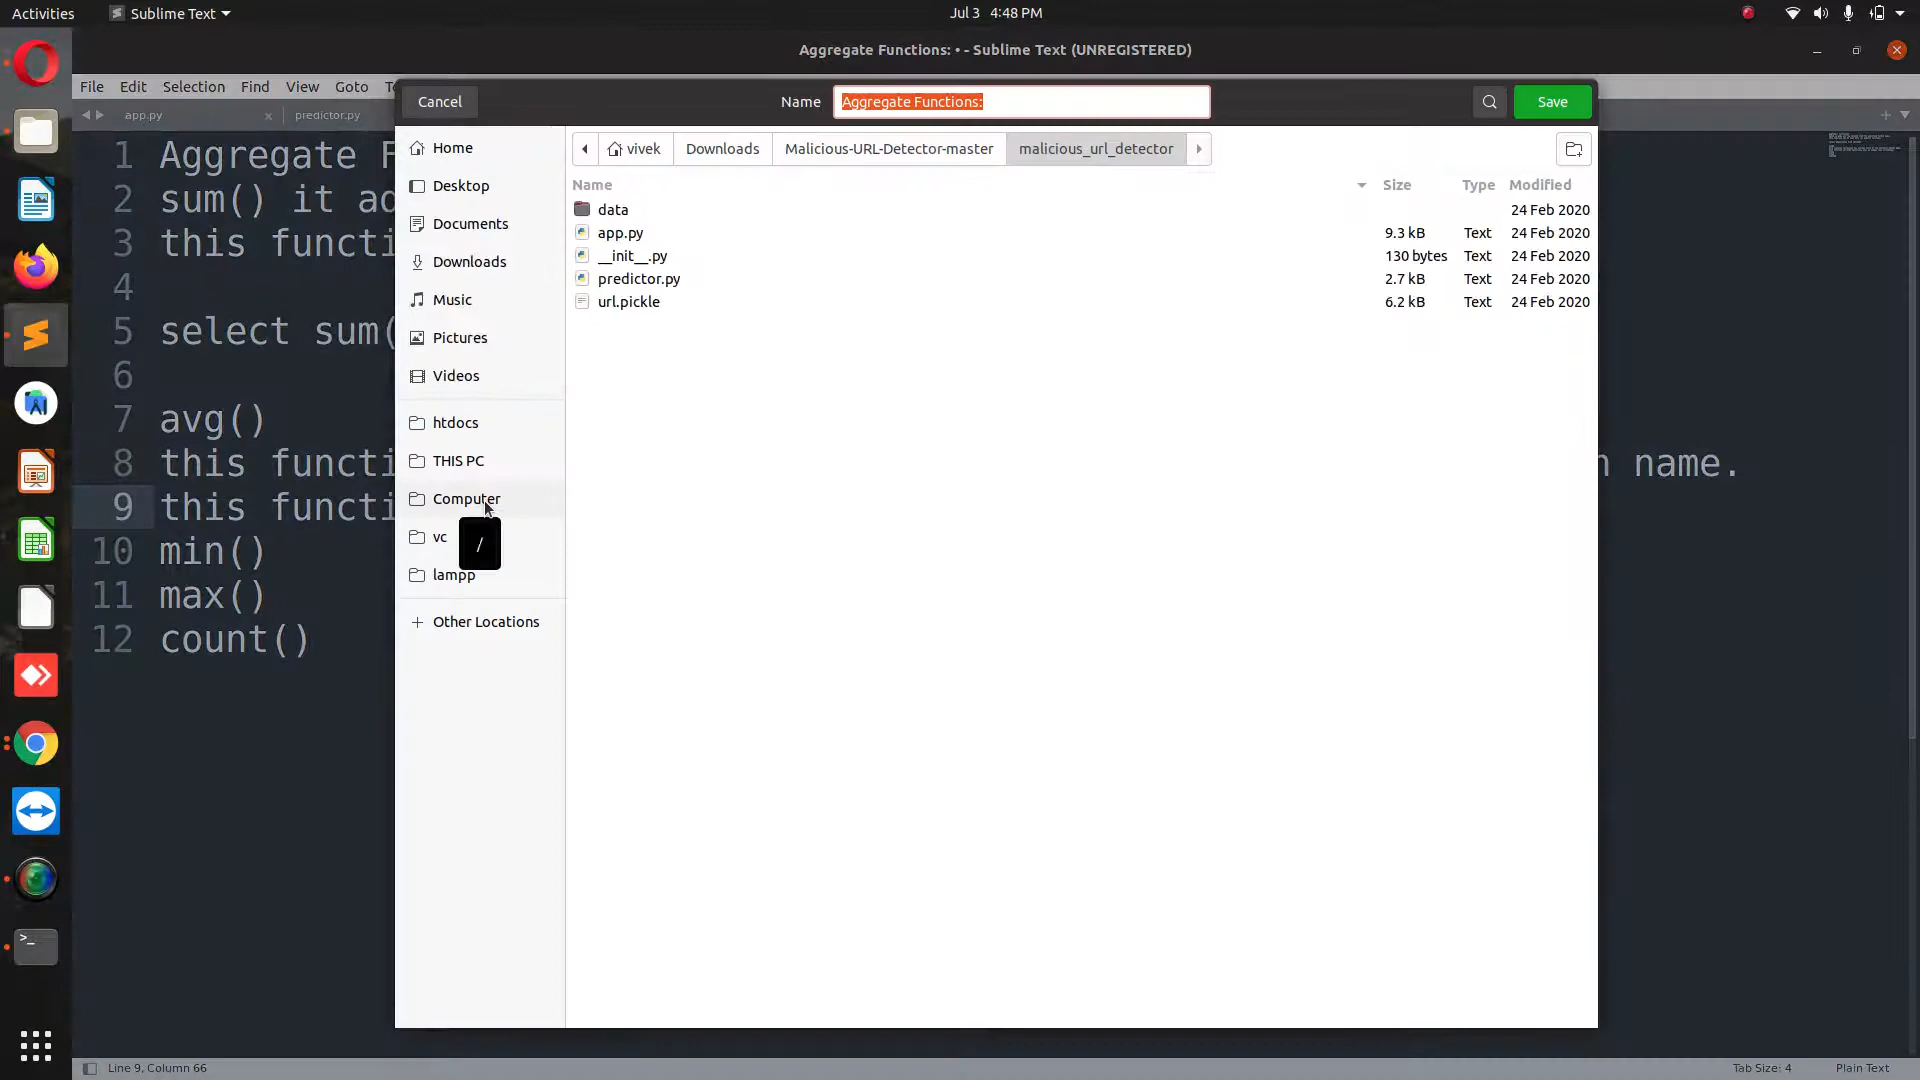 Activities
Sublime Text
Jul 3 4:48 PM
Aggregate Functions: • - Sublime Text (UNREGISTERED)
File Edit Selection Find View Goto
Cancel
Name
Aggregate Functions:
Save
app.py
predictor.py
Home
Desktop
Documents
Downloads
Music
Pictures
Videos
htdocs
THIS PC
Computer
vc
/
lampp
+ Other Locations
vivek
Downloads
Malicious-URL-Detector-master
malicious_url_detector
Name Size Type Modified
data 24 Feb 2020
app.py 9.3 kB Text 24 Feb 2020
__init__.py 130 bytes Text 24 Feb 2020
predictor.py 2.7 kB Text 24 Feb 2020
url.pickle 6.2 kB Text 24 Feb 2020
1 Aggregate F
2 sum() it ad
3 this functi
4
5 select sum(
6
7 avg()
8 this functi name.
9 this functi
10 min()
11 max()
12 count()
Line 9, Column 66
Tab Size: 4
Plain Text